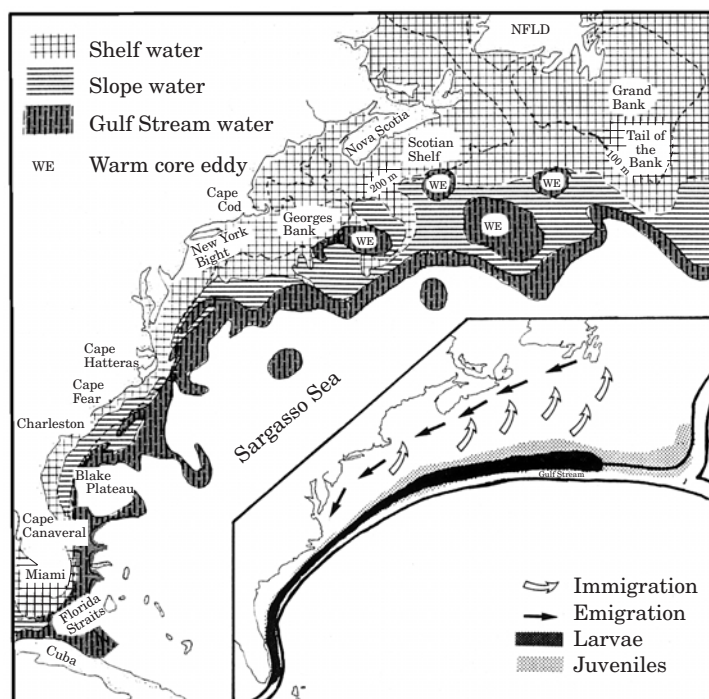 Shelf water
Slope water
Gulf Stream water
WE
Warm core eddy
NFLD
Grand
Bank
Tail of
the
Bank
100 m
Nova Scotia
Scotian
Shelf
200 m
WE
WE
WE
WE
Cape
Cod
Georges
Bank
New York
Bight
Cape
Hatteras
Cape
Fear
Charleston
Sargasso Sea
Blake
Plateau
Cape
Canaveral
Miami
Florida
Straits
Cuba
Gulf Stream
Immigration
Emigration
Larvae
Juveniles